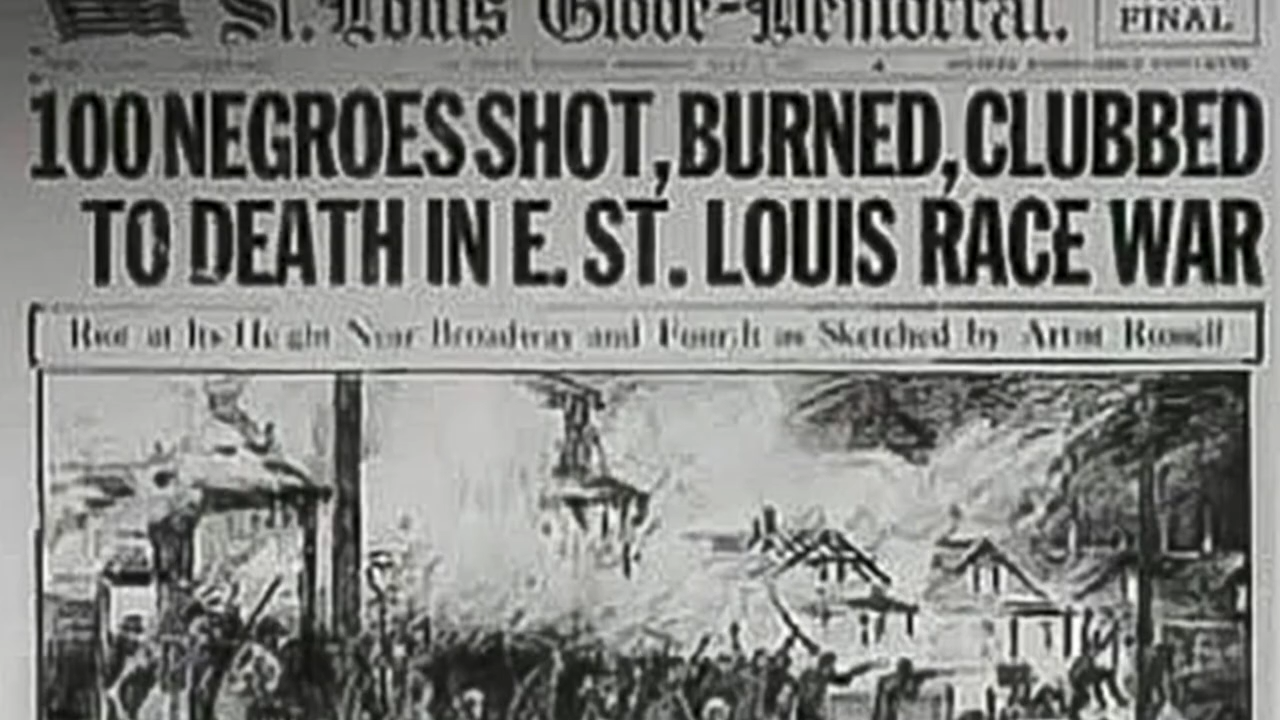 St. Louis Globe-Democrat.
FINAL
100 NEGROES SHOT, BURNED, CLUBBED
TO DEATH IN E. ST. LOUIS RACE WAR
Riot at Its Height Near Broadway and Fourth as Sketched by Artist Russell